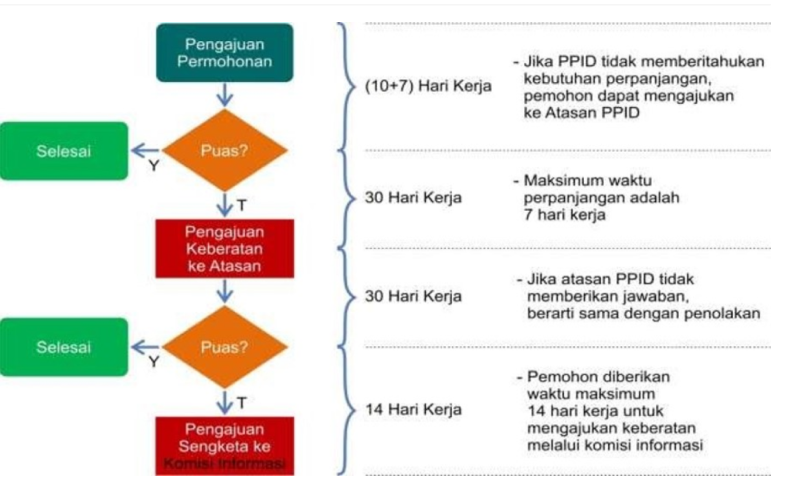 Pengajuan
Permohonan
Puas?
Selesai
Y
T
Pengajuan
Keberatan
ke Atasan
Puas?
Selesai
Y
T
Pengajuan
Sengketa ke
Komisi Informasi
(10+7) Hari Kerja
- Jika PPID tidak memberitahukan
kebutuhan perpanjangan,
pemohon dapat mengajukan
ke Atasan PPID
30 Hari Kerja
- Maksimum waktu
perpanjangan adalah
7 hari kerja
30 Hari Kerja
- Jika atasan PPID tidak
memberikan jawaban,
berarti sama dengan penolakan
14 Hari Kerja
- Pemohon diberikan
waktu maksimum
14 hari kerja untuk
mengajukan keberatan
melalui komisi informasi